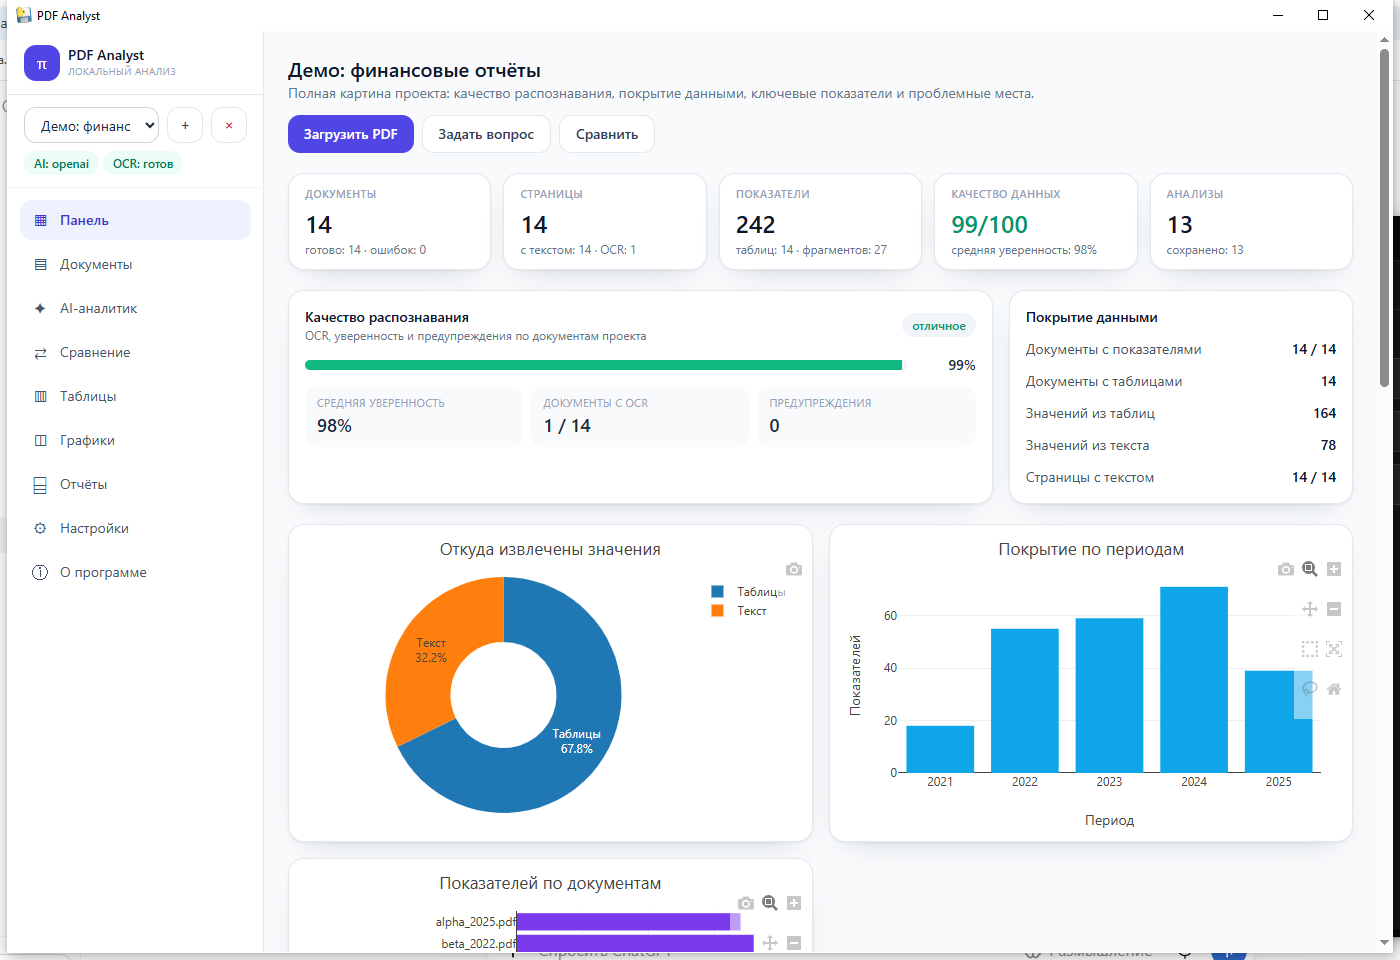 PDF Analyst
π
PDF Analyst
ЛОКАЛЬНЫЙ АНАЛИЗ
Демо: финанс
+
×
AI: openai
OCR: готов
Панель
Документы
AI-аналитик
Сравнение
Таблицы
Графики
Отчёты
Настройки
О программе
Демо: финансовые отчёты
Полная картина проекта: качество распознавания, покрытие данными, ключевые показатели и проблемные места.
Загрузить PDF
Задать вопрос
Сравнить
ДОКУМЕНТЫ
14
готово: 14 · ошибок: 0
СТРАНИЦЫ
14
с текстом: 14 · OCR: 1
ПОКАЗАТЕЛИ
242
таблиц: 14 · фрагментов: 27
КАЧЕСТВО ДАННЫХ
99/100
средняя уверенность: 98%
АНАЛИЗЫ
13
сохранено: 13
Качество распознавания
OCR, уверенность и предупреждения по документам проекта
отличное
99%
СРЕДНЯЯ УВЕРЕННОСТЬ
98%
ДОКУМЕНТЫ С OCR
1 / 14
ПРЕДУПРЕЖДЕНИЯ
0
Покрытие данными
Документы с показателями 14 / 14
Документы с таблицами 14
Значений из таблиц 164
Значений из текста 78
Страницы с текстом 14 / 14
Откуда извлечены значения
Таблицы
Текст
Текст
32.2%
Таблицы
67.8%
Покрытие по периодам
Показателей
60
40
20
0
2021
2022
2023
2024
2025
Период
Показателей по документам
alpha_2025.pdf
beta_2022.pdf